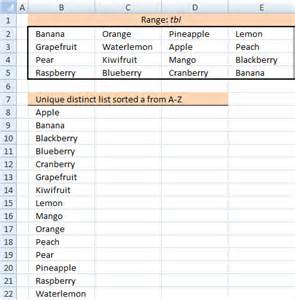 A B C D E
1 Range: tbl
2 Banana Orange Pineapple Lemon
3 Grapefruit Waterlemon Apple Peach
4 Pear Kiwifruit Mango Blackberry
5 Raspberry Blueberry Cranberry Banana
6
7 Unique distinct list sorted a from A-Z
8 Apple
9 Banana
10 Blackberry
11 Blueberry
12 Cranberry
13 Grapefruit
14 Kiwifruit
15 Lemon
16 Mango
17 Orange
18 Peach
19 Pear
20 Pineapple
21 Raspberry
22 Waterlemon